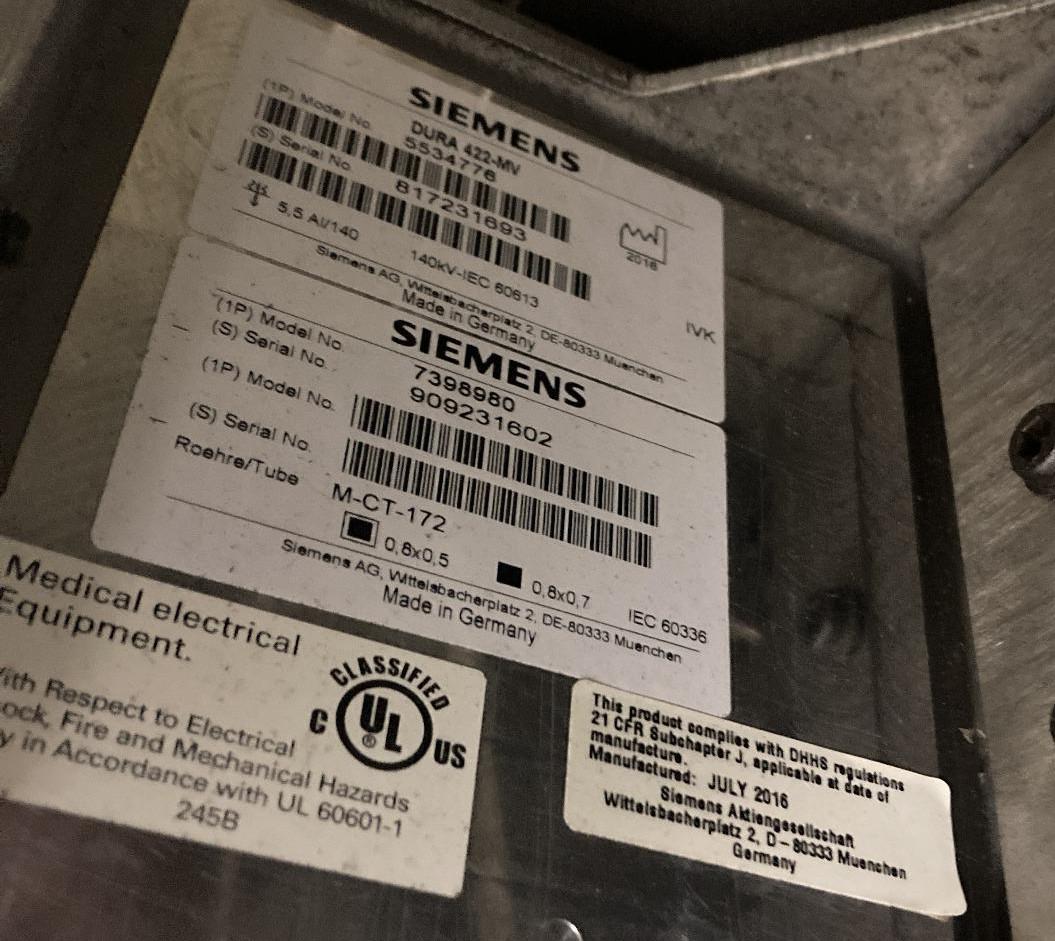 SIEMENS
DURA 422-MV
(1P) Model No. 5534776
(S) Serial No. 817231693
5,5 Al/140 140kV-IEC 60613
2016
Siemens AG, Wittelsbacherplatz 2, DE-80333 Muenchen
Made in Germany
IVK
SIEMENS
(1P) Model No. 7398980
(S) Serial No. 909231602
(1P) Model No.
(S) Serial No.
Roehre/Tube M-CT-172
0,8x0,5 0,8x0,7 IEC 60336
Siemens AG, Wittelsbacherplatz 2, DE-80333 Muenchen
Made in Germany
Medical electrical
Equipment.
With Respect to Electrical
Shock, Fire and Mechanical Hazards
in Accordance with UL 60601-1
245B
CLASSIFIED
C UL ® US
This product complies with DHHS regulations
21 CFR Subchapter J, applicable at date of
manufacture.
Manufactured: JULY 2016
Siemens Aktiengesellschaft
Wittelsbacherplatz 2, D - 80333 Muenchen
Germany